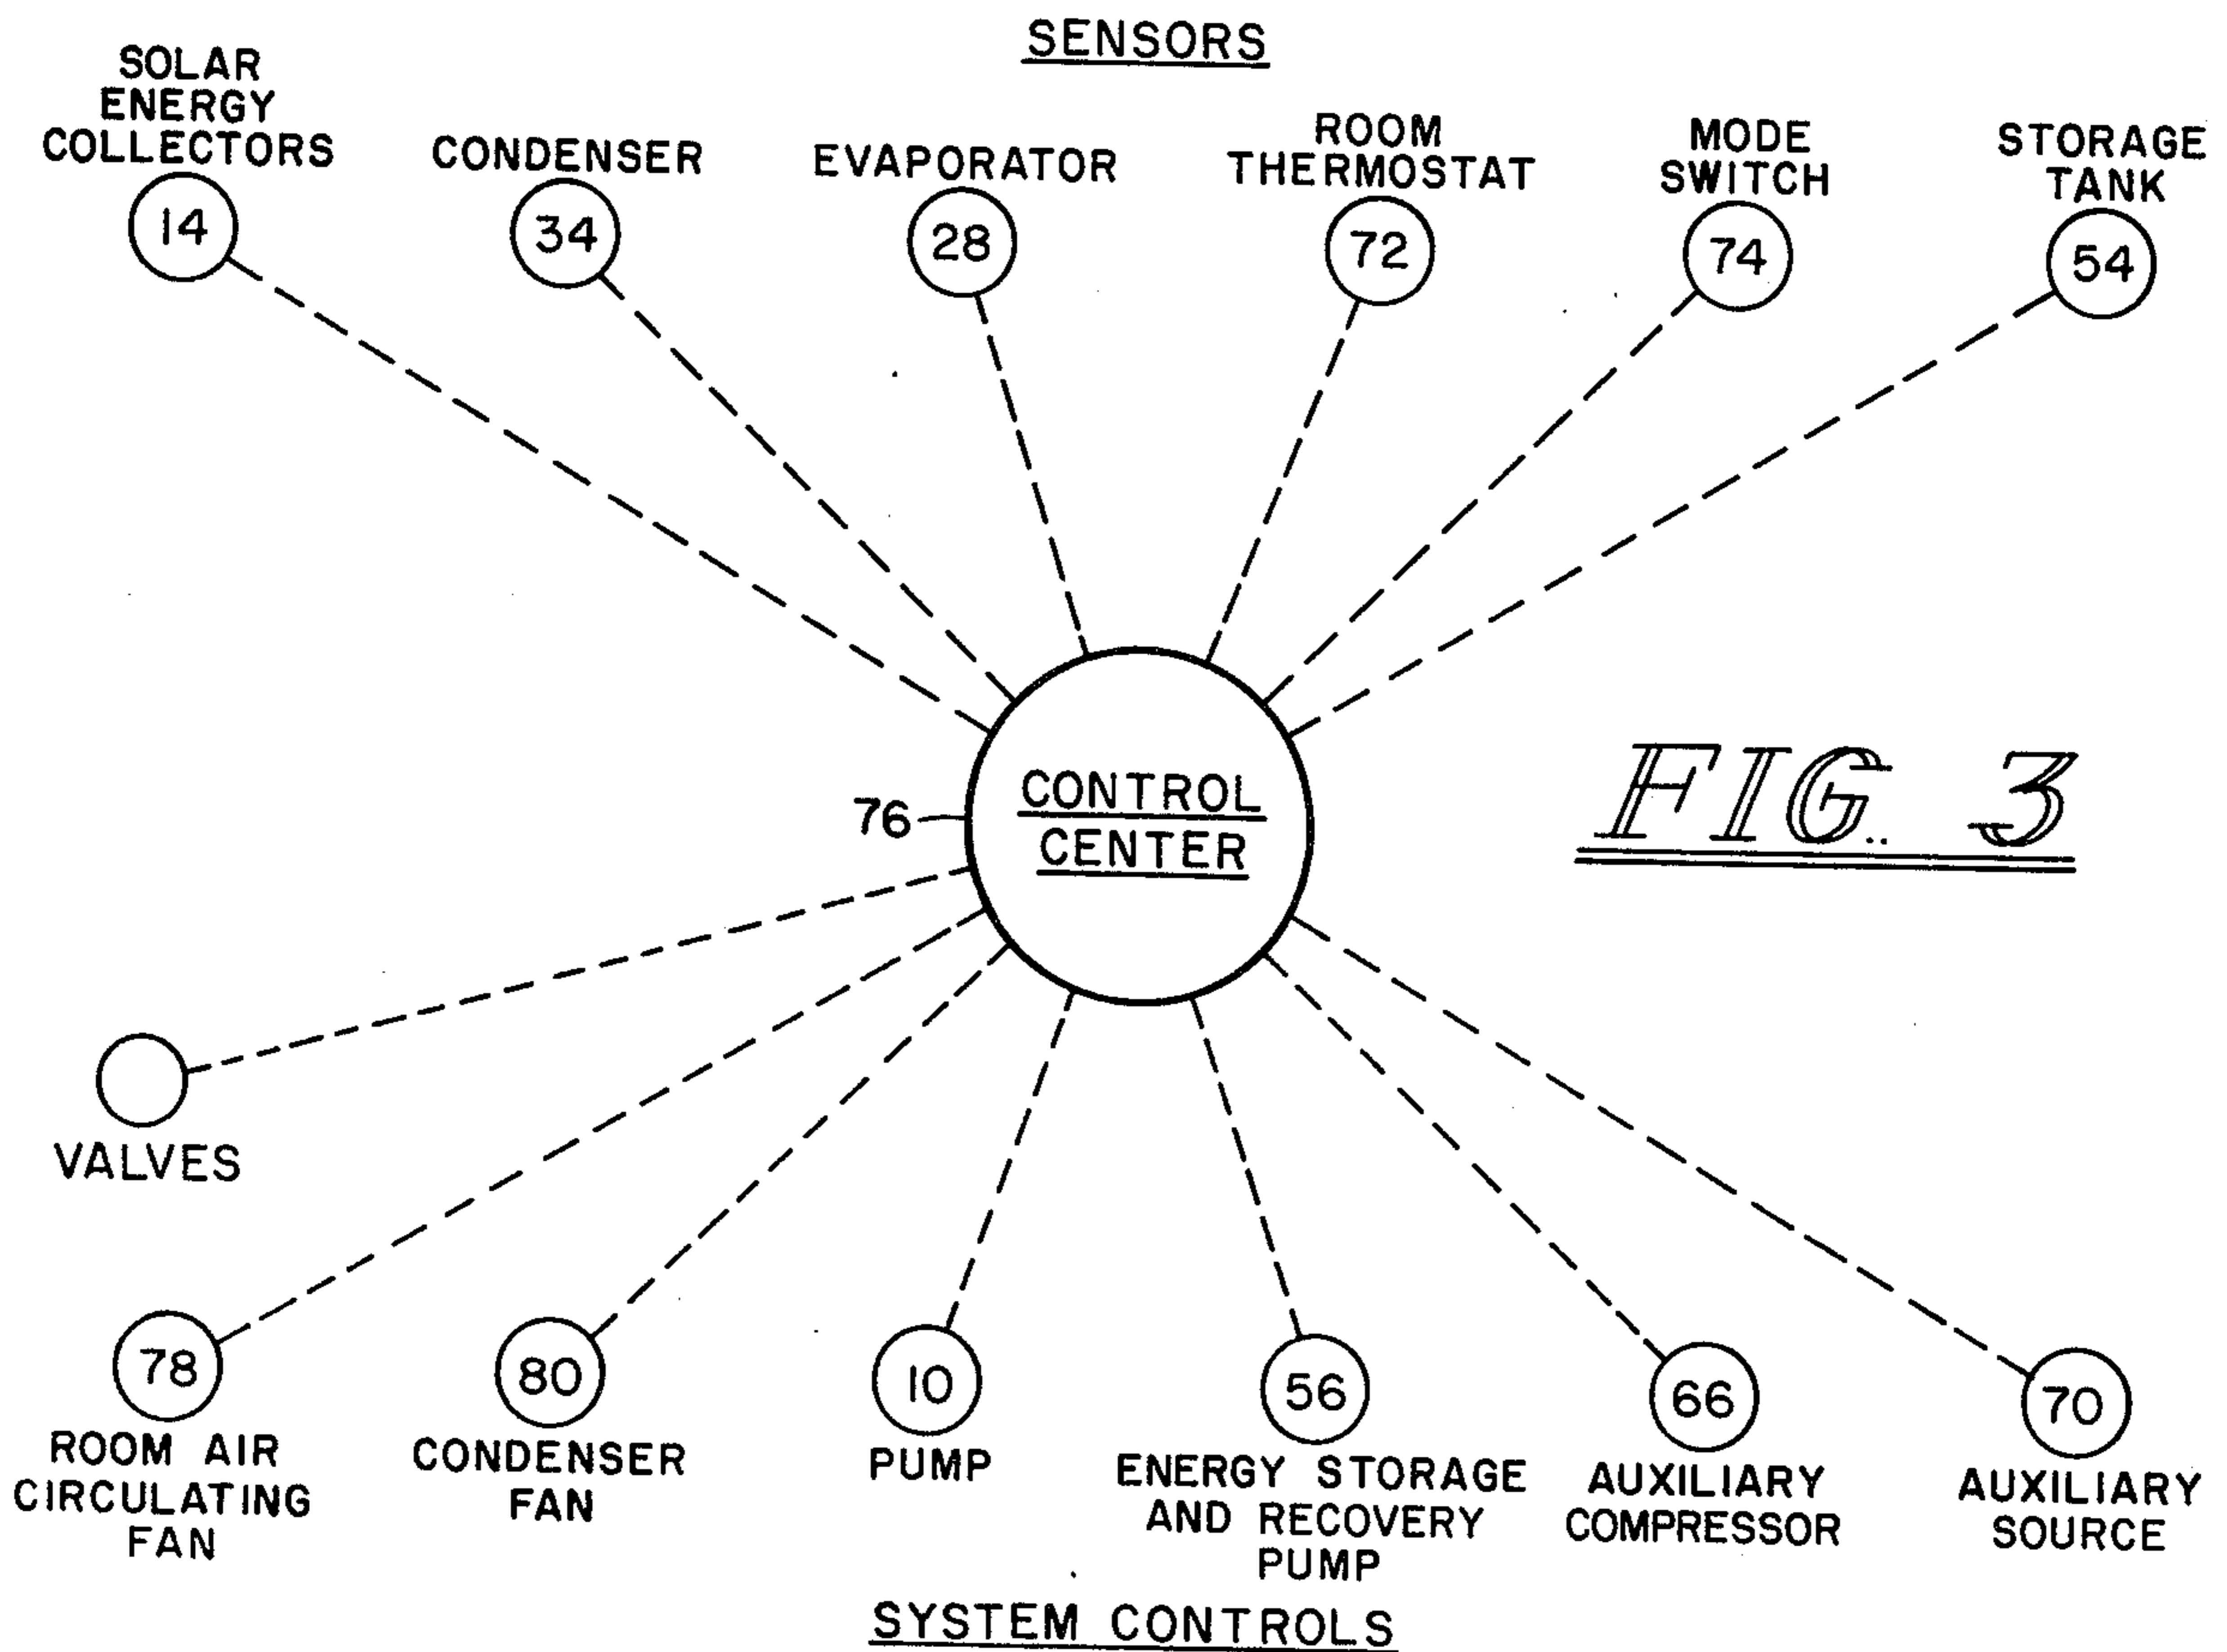 SENSORS
SOLAR
ENERGY
COLLECTORS
14
CONDENSER
34
EVAPORATOR
28
ROOM
THERMOSTAT
72
MODE
SWITCH
74
STORAGE
TANK
54
76
CONTROL
CENTER
FIG. 3
VALVES
78
ROOM AIR
CIRCULATING
FAN
80
CONDENSER
FAN
10
PUMP
56
ENERGY STORAGE
AND RECOVERY
PUMP
66
AUXILIARY
COMPRESSOR
70
AUXILIARY
SOURCE
SYSTEM CONTROLS